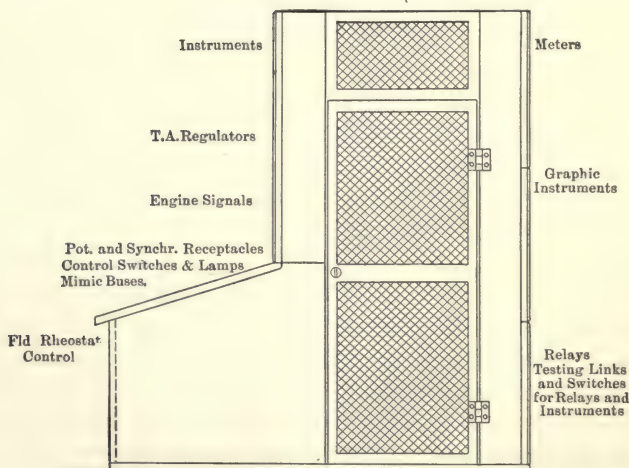 Instruments
T.A.Regulators
Engine Signals
Pot. and Synchr. Receptacles
Control Switches & Lamps
Mimic Buses.
Fld Rheostat
Control
Meters
Graphic
Instruments
Relays
Testing Links
and Switches
for Relays and
Instruments